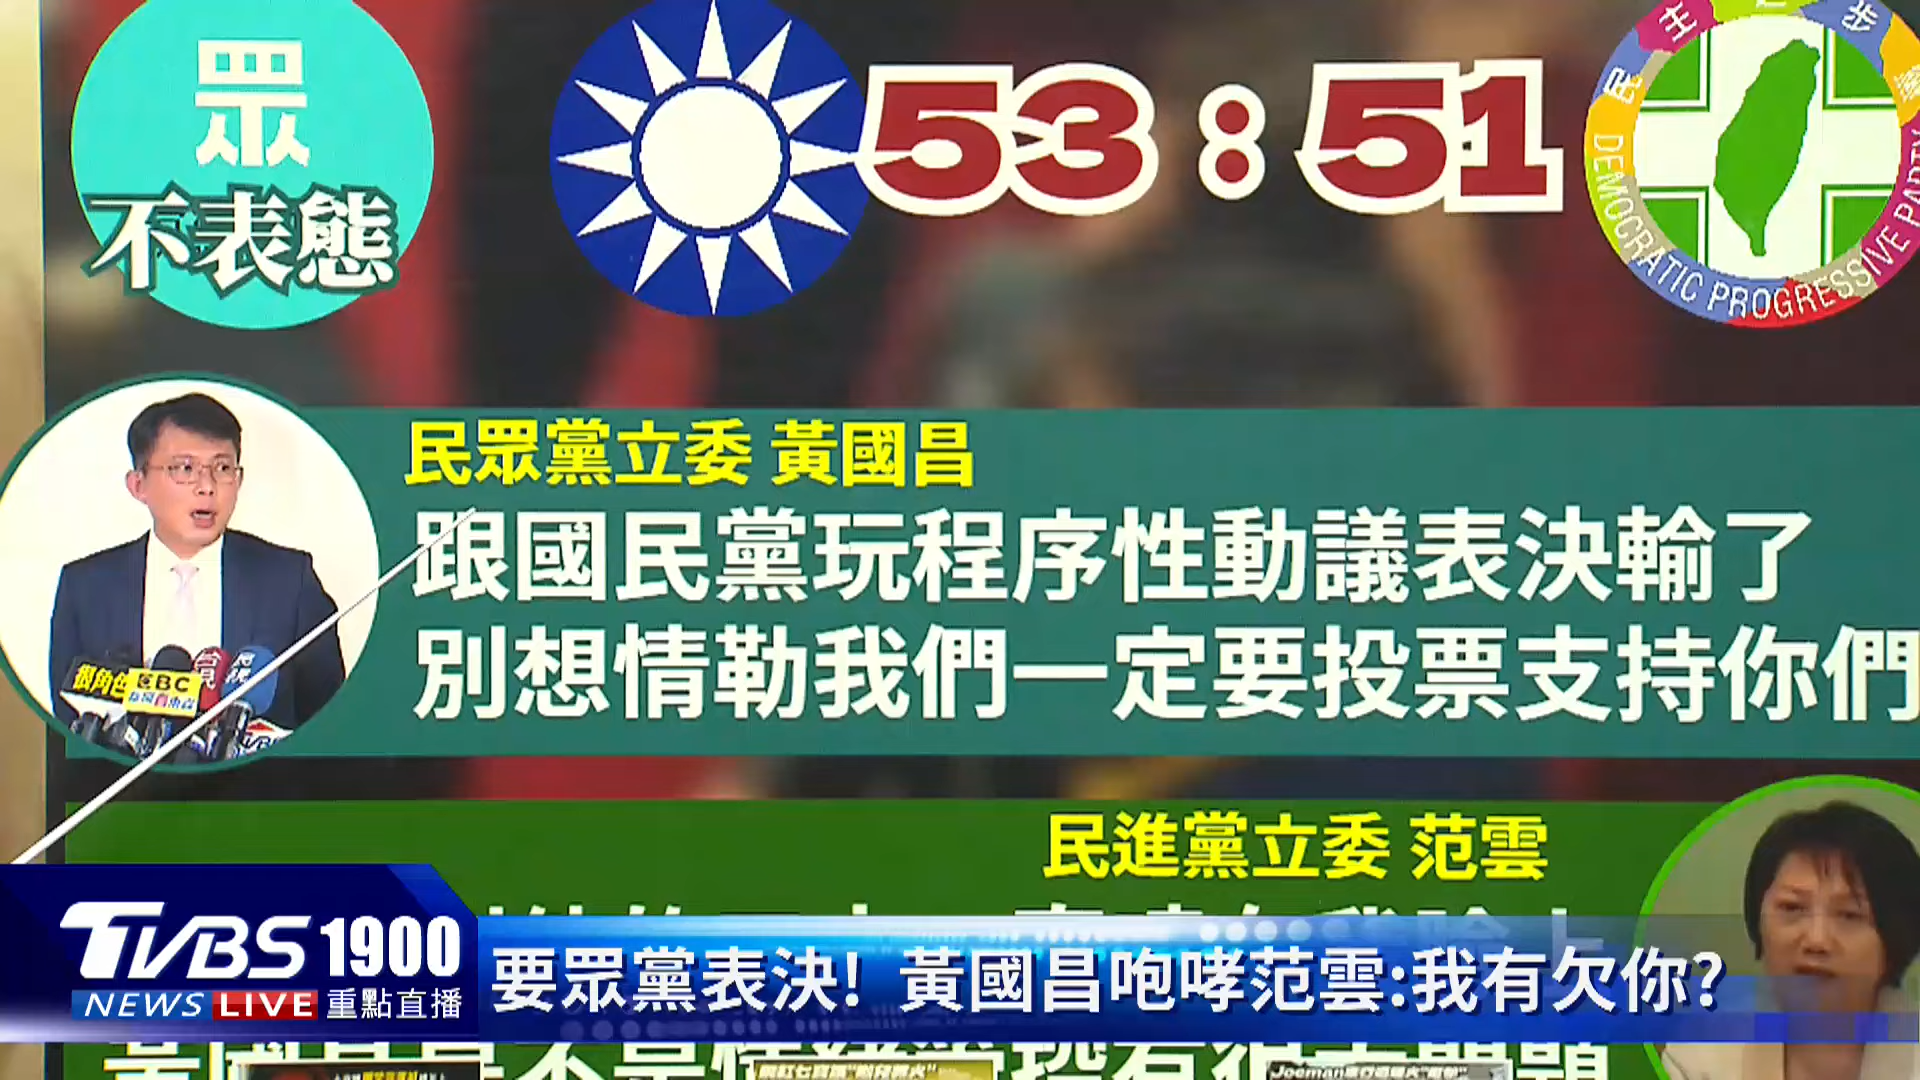 眾
不表態
53:51
民主進步黨
DEMOCRATIC PROGRESSIVE PARTY
民眾黨立委 黃國昌
跟國民黨玩程序性動議表決輸了
別想情勒我們一定要投票支持你們
EBC
民視
TVBS
民進黨立委 范雲
TVBS 1900
NEWS LIVE 重點直播
要眾黨表決! 黃國昌咆哮范雲:我有欠你?